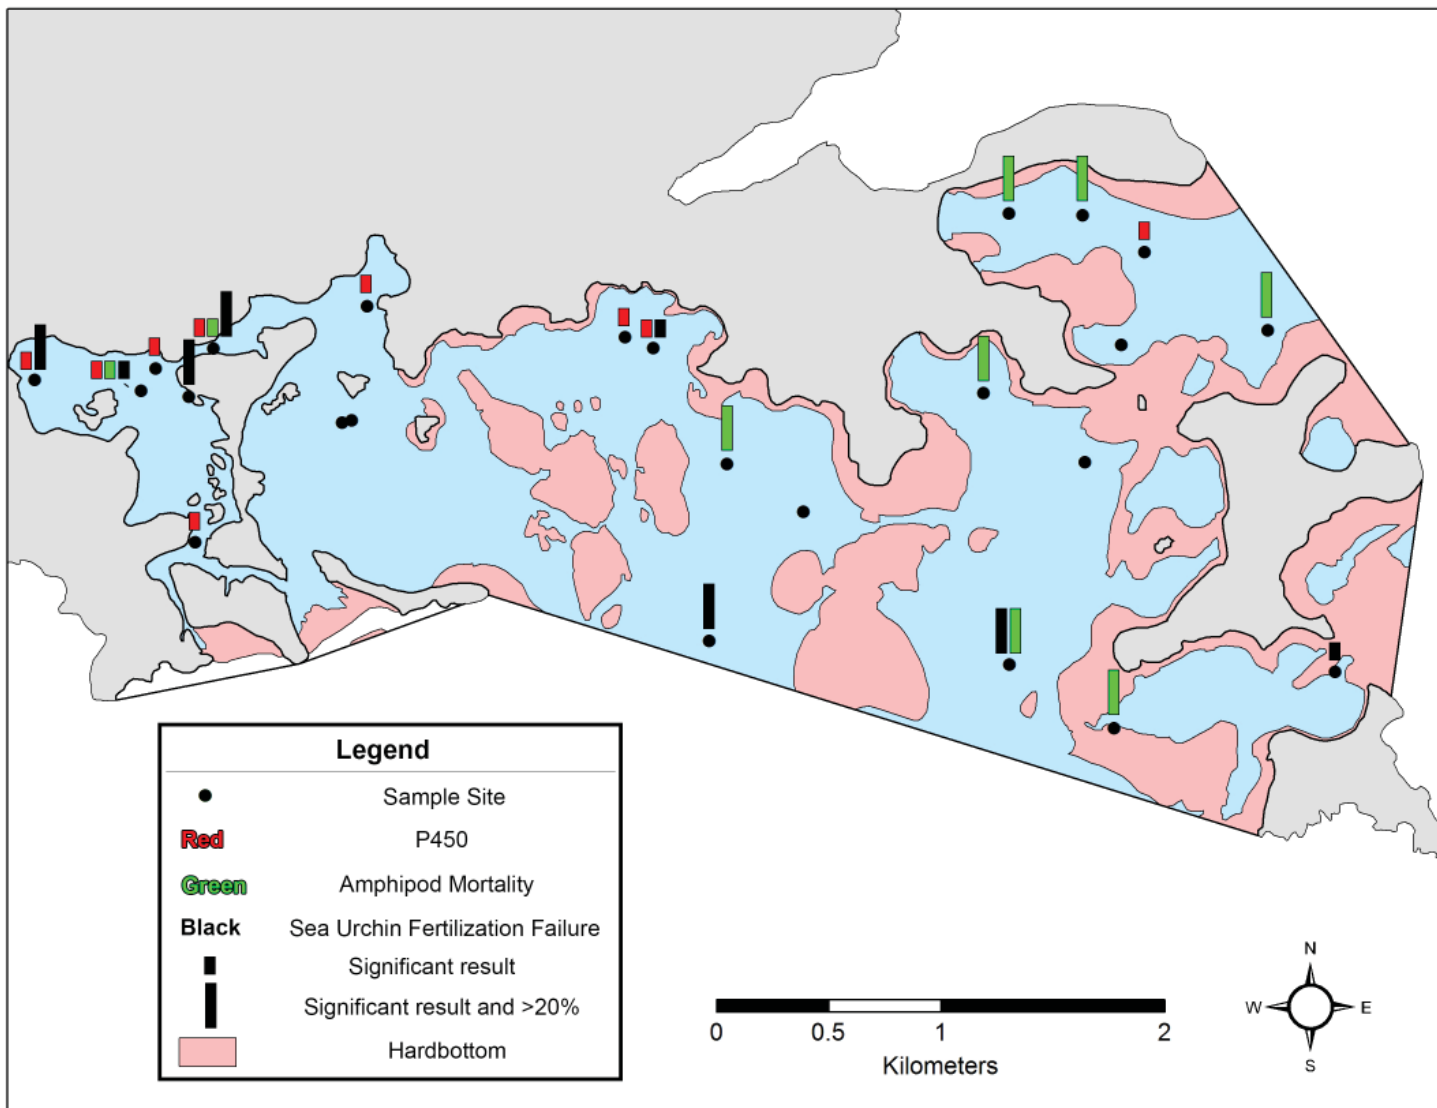 Legend
Sample Site
Red P450
Green Amphipod Mortality
Black Sea Urchin Fertilization Failure
Significant result
Significant result and >20%
Hardbottom
0 0.5 1 2
Kilometers
N
W E
S